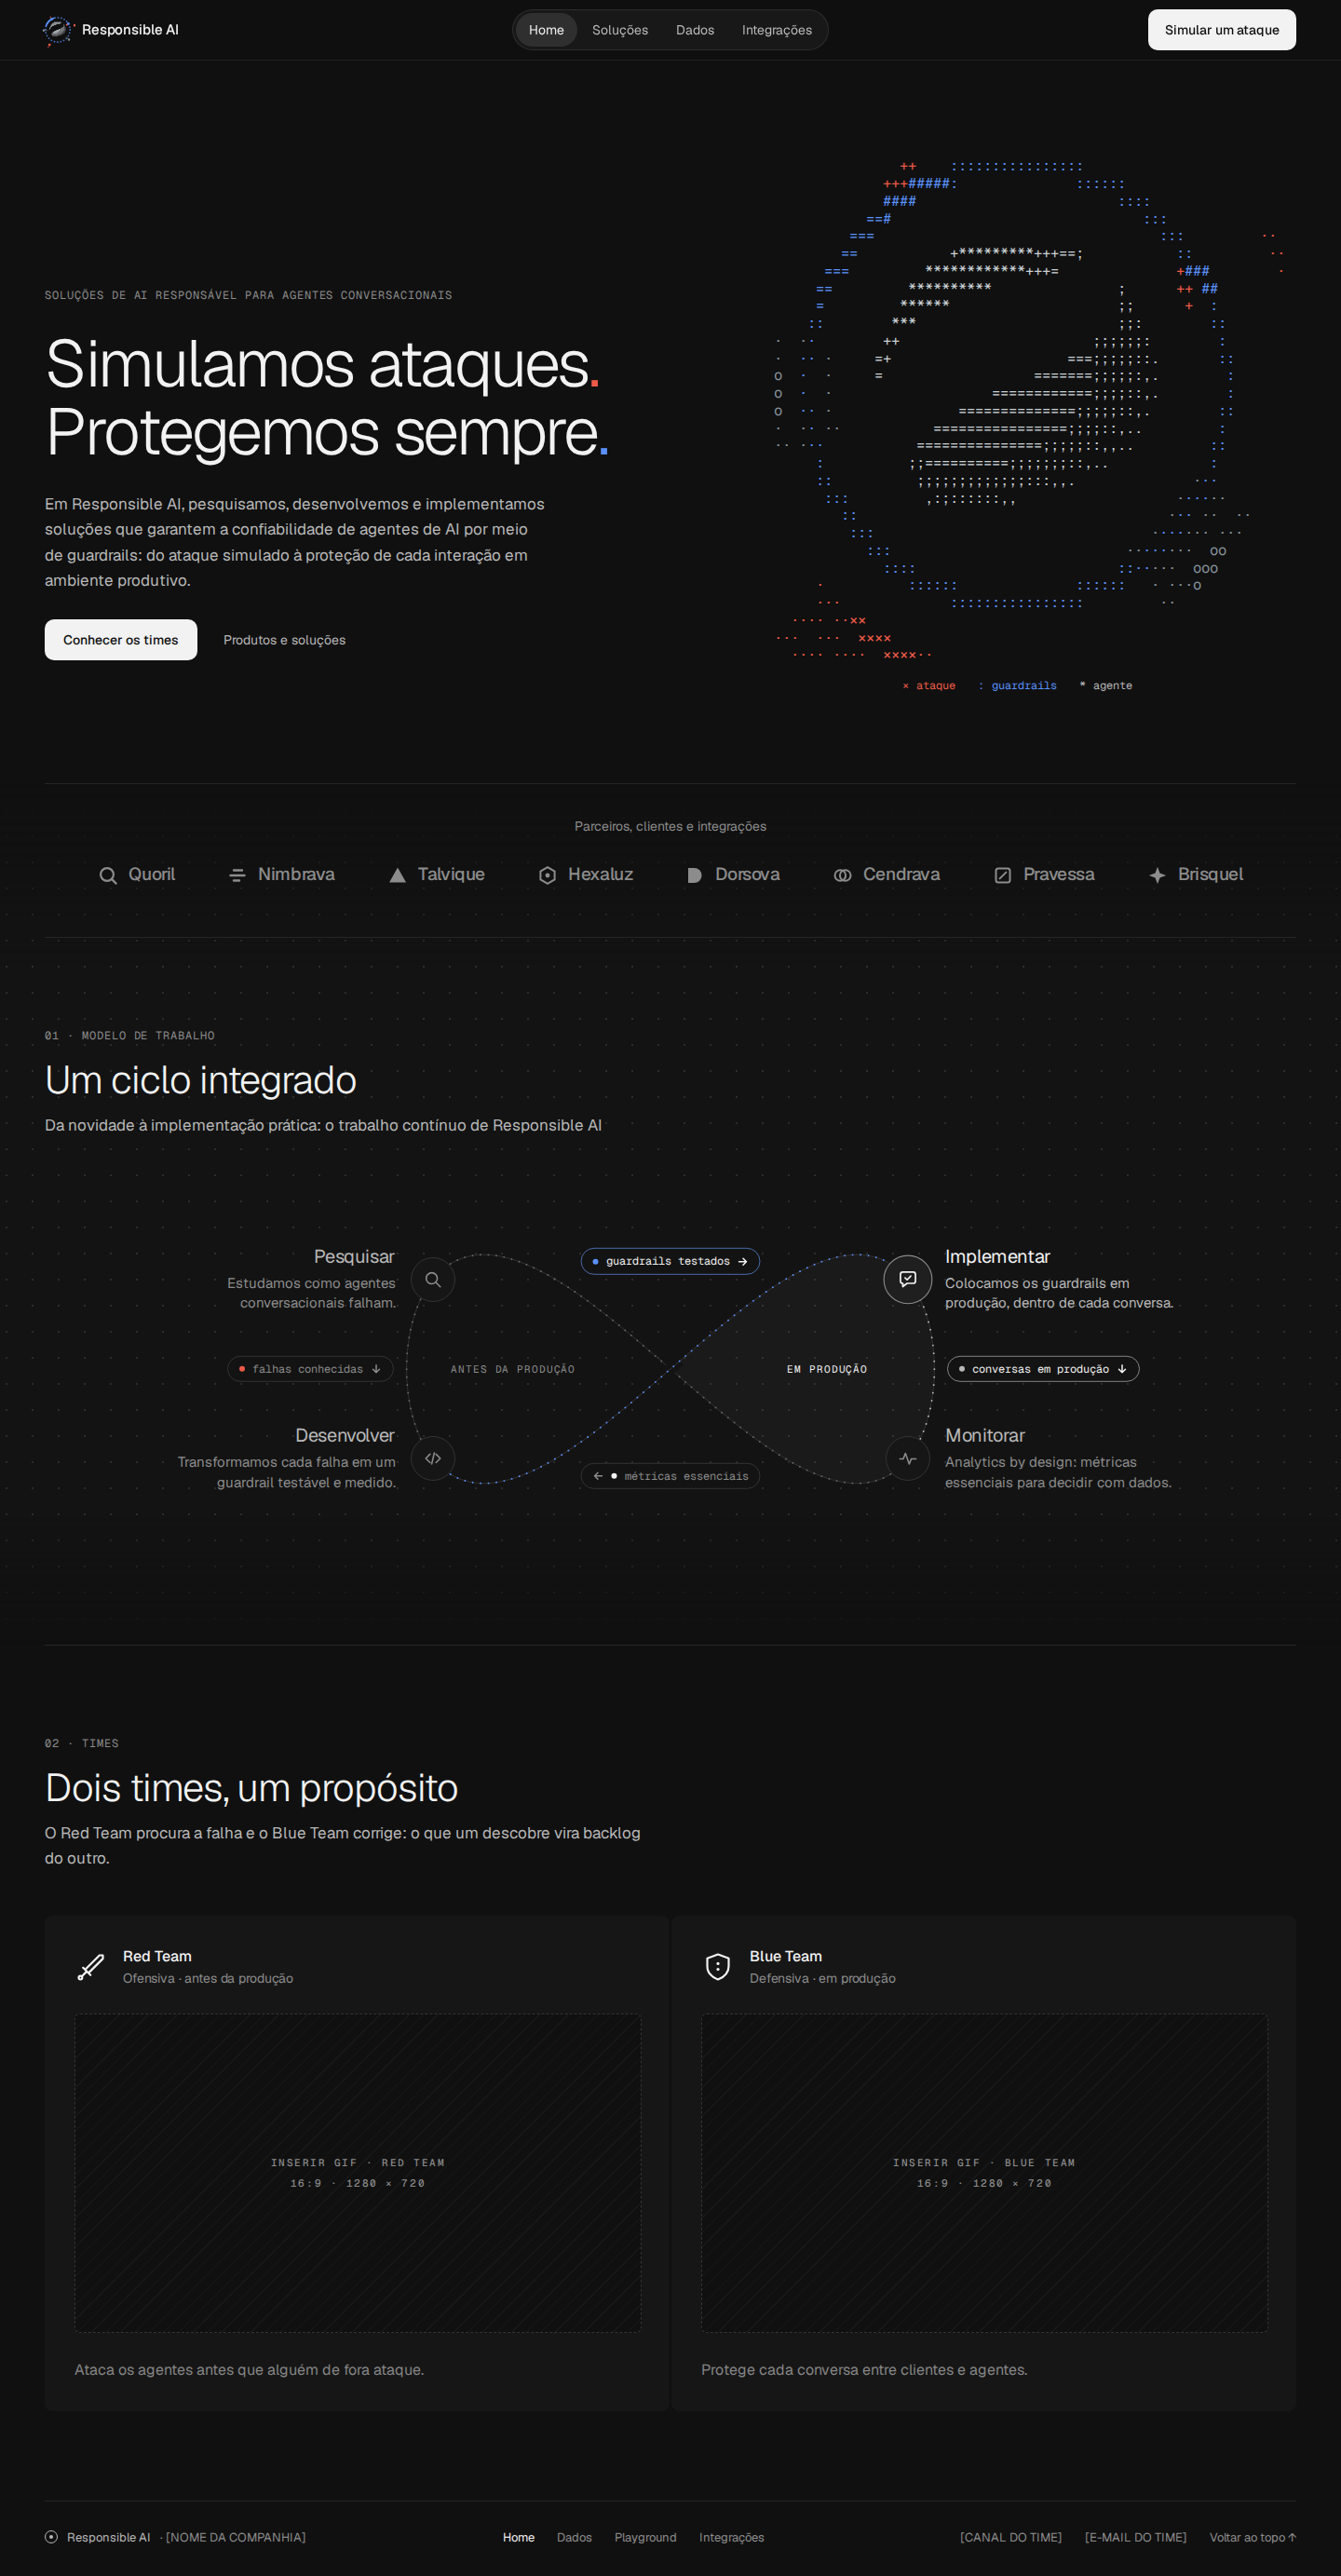 Responsible AI
Home Soluções Dados Integrações
Simular um ataque
SOLUÇÕES DE AI RESPONSÁVEL PARA AGENTES CONVERSACIONAIS
Simulamos ataques.
Protegemos sempre.
Em Responsible AI, pesquisamos, desenvolvemos e implementamos
soluções que garantem a confiabilidade de agentes de AI por meio
de guardrails: do ataque simulado à proteção de cada interação em
ambiente produtivo.
Conhecer os times
Produtos e soluções
× ataque : guardrails * agente
Parceiros, clientes e integrações
Quoril Nimbrava Talvique Hexaluz Dorsova Cendrava Pravessa Brisquel
01 · MODELO DE TRABALHO
Um ciclo integrado
Da novidade à implementação prática: o trabalho contínuo de Responsible AI
Pesquisar
Estudamos como agentes
conversacionais falham.
guardrails testados →
Implementar
Colocamos os guardrails em
produção, dentro de cada conversa.
falhas conhecidas ↓
ANTES DA PRODUÇÃO
EM PRODUÇÃO
conversas em produção ↓
Desenvolver
Transformamos cada falha em um
guardrail testável e medido.
← métricas essenciais
Monitorar
Analytics by design: métricas
essenciais para decidir com dados.
02 · TIMES
Dois times, um propósito
O Red Team procura a falha e o Blue Team corrige: o que um descobre vira backlog
do outro.
Red Team
Ofensiva · antes da produção
INSERIR GIF · RED TEAM
16:9 · 1280 × 720
Ataca os agentes antes que alguém de fora ataque.
Blue Team
Defensiva · em produção
INSERIR GIF · BLUE TEAM
16:9 · 1280 × 720
Protege cada conversa entre clientes e agentes.
Responsible AI · [NOME DA COMPANHIA]
Home Dados Playground Integrações
[CANAL DO TIME] [E-MAIL DO TIME] Voltar ao topo ↑